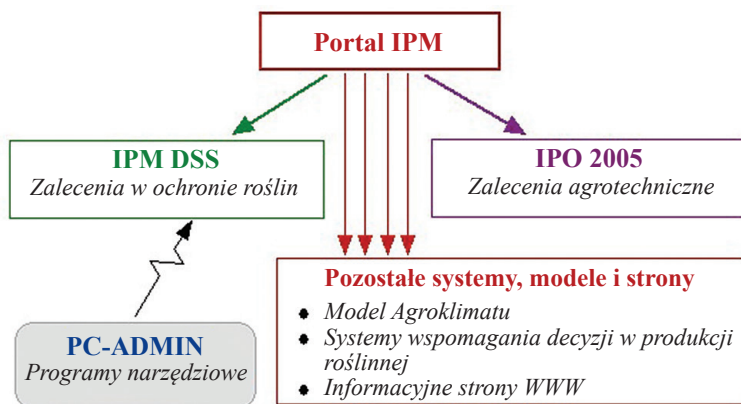 Portal IPM
IPM DSS
Zalecenia w ochronie roślin
IPO 2005
Zalecenia agrotechniczne
PC-ADMIN
Programy narzędziowe
Pozostałe systemy, modele i strony
● Model Agroklimatu
● Systemy wspomagania decyzji w produkcji
roślinnej
● Informacyjne strony WWW